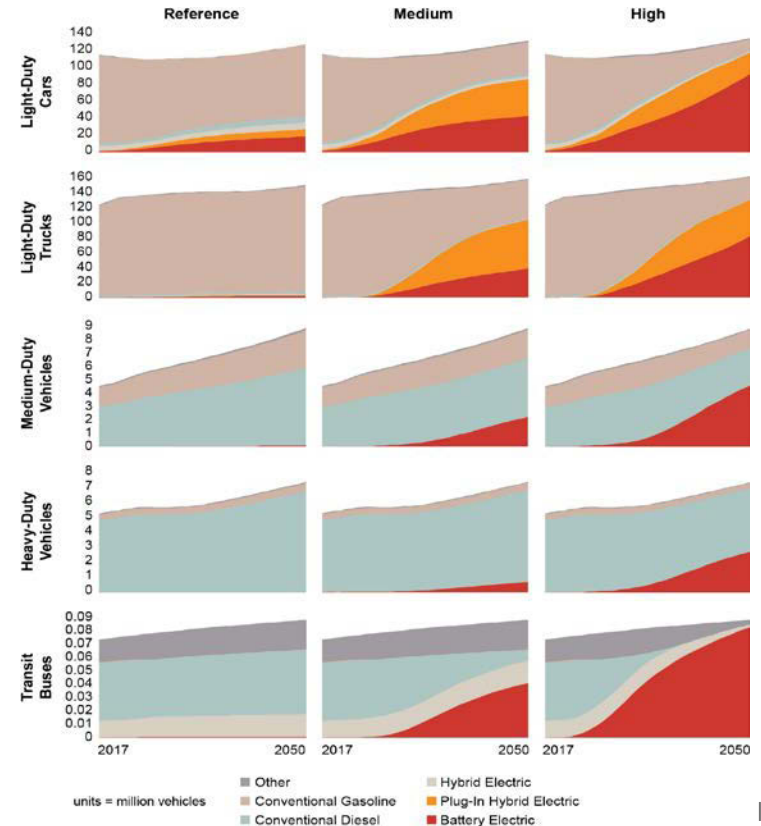 Reference Medium High
Light-Duty
Cars
140
120
100
80
60
40
20
0
Light-Duty
Trucks
160
140
120
100
80
60
40
20
0
Medium-Duty
Vehicles
9
8
7
6
5
4
3
2
1
0
Heavy-Duty
Vehicles
8
7
6
5
4
3
2
1
0
Transit
Buses
0.09
0.08
0.07
0.06
0.05
0.04
0.03
0.02
0.01
0
2017 2050 2017 2050 2017 2050
units = million vehicles
Other
Conventional Gasoline
Conventional Diesel
Hybrid Electric
Plug-In Hybrid Electric
Battery Electric